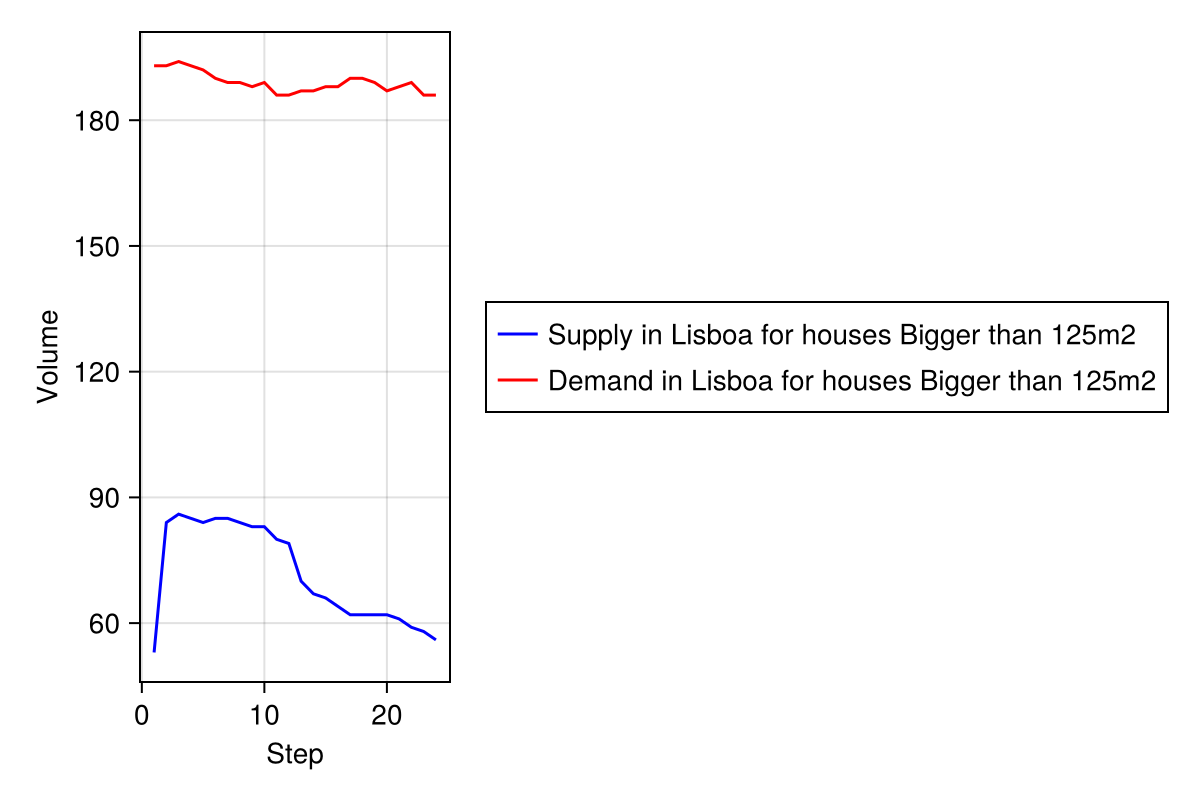 180
150
120
90
60
Volume
0 10 20
Step
Supply in Lisboa for houses Bigger than 125m2
Demand in Lisboa for houses Bigger than 125m2